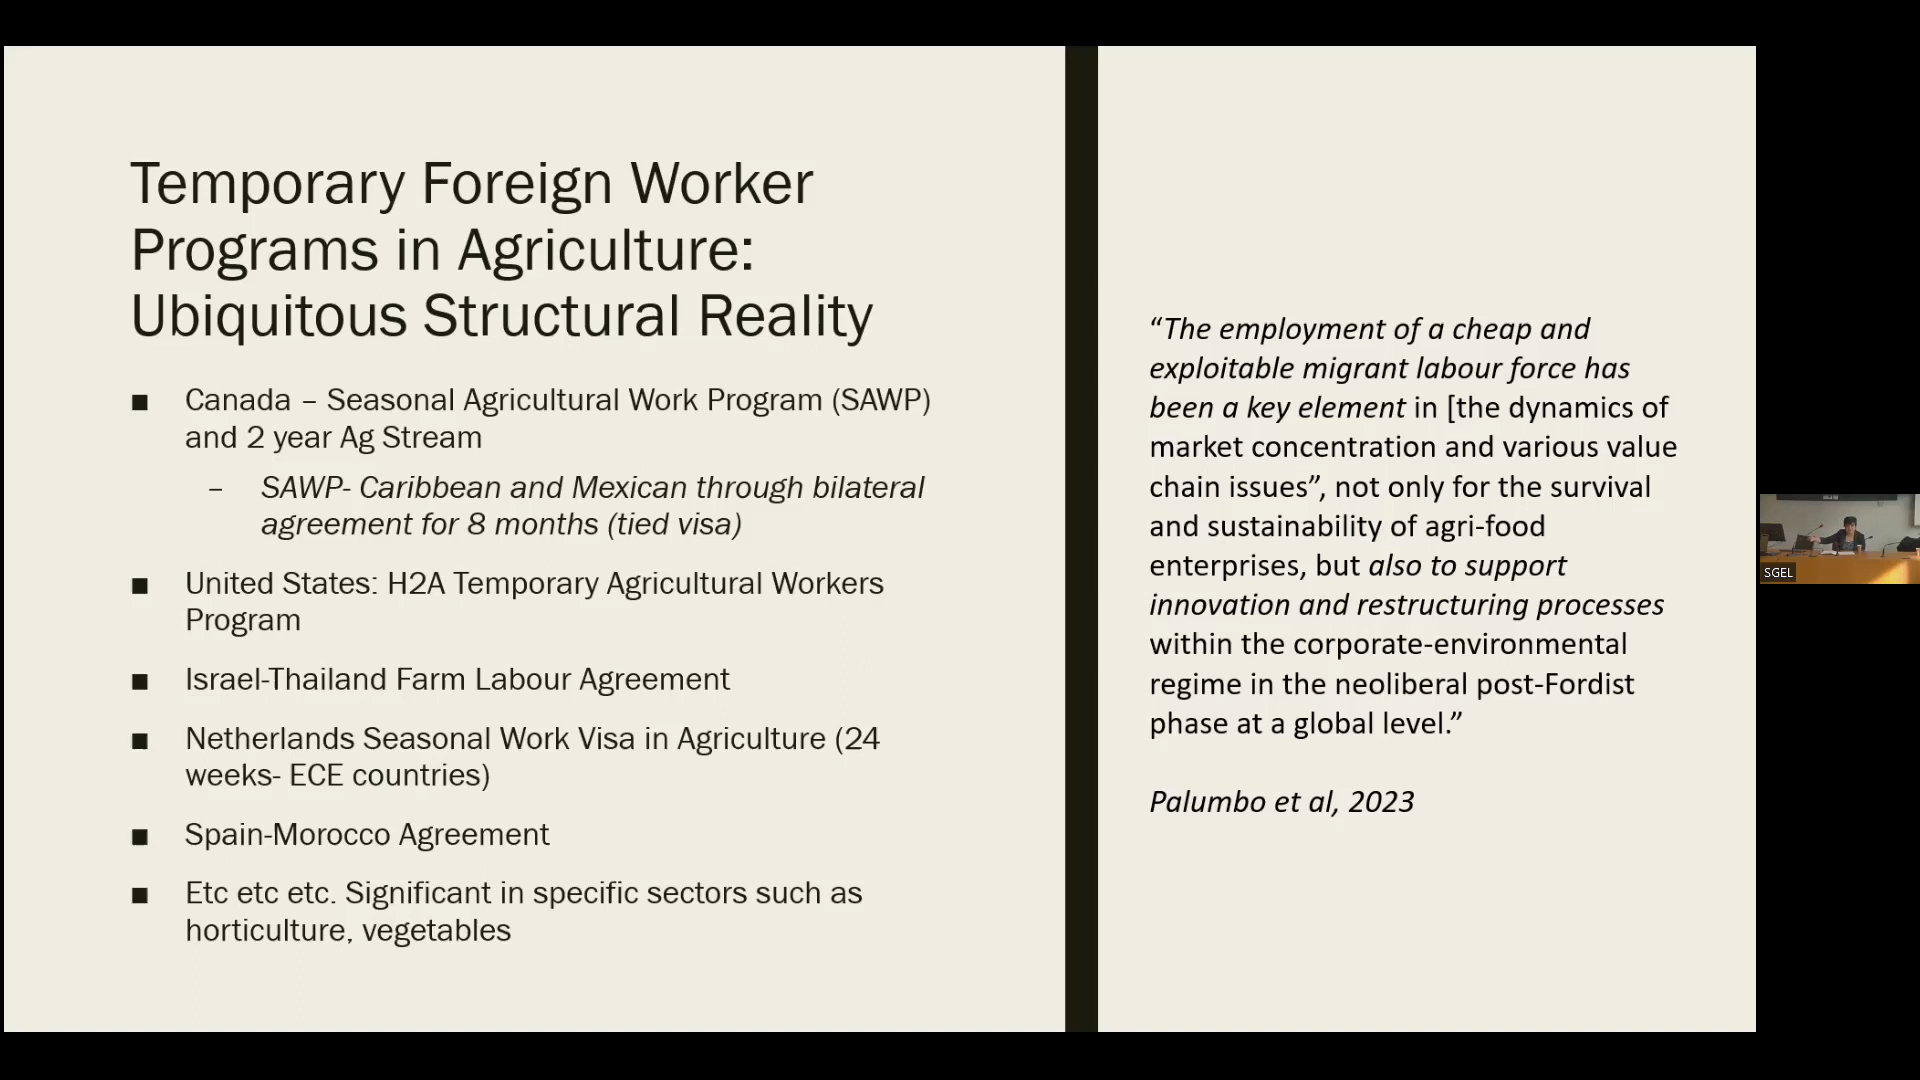 Temporary Foreign Worker
Programs in Agriculture:
Ubiquitous Structural Reality
■ Canada – Seasonal Agricultural Work Program (SAWP)
and 2 year Ag Stream
– SAWP- Caribbean and Mexican through bilateral
agreement for 8 months (tied visa)
■ United States: H2A Temporary Agricultural Workers
Program
■ Israel-Thailand Farm Labour Agreement
■ Netherlands Seasonal Work Visa in Agriculture (24
weeks- ECE countries)
■ Spain-Morocco Agreement
■ Etc etc etc. Significant in specific sectors such as
horticulture, vegetables
“The employment of a cheap and
exploitable migrant labour force has
been a key element in [the dynamics of
market concentration and various value
chain issues”, not only for the survival
and sustainability of agri-food
enterprises, but also to support
innovation and restructuring processes
within the corporate-environmental
regime in the neoliberal post-Fordist
phase at a global level.”
Palumbo et al, 2023
SGEL